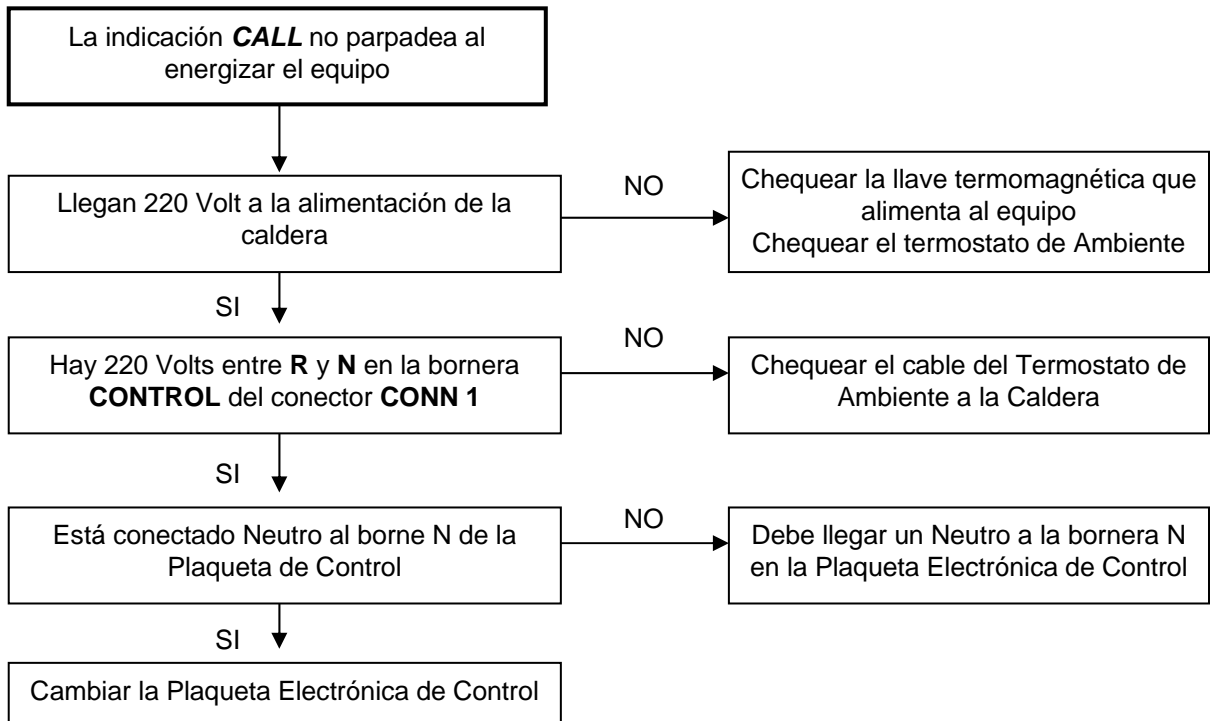 La indicación CALL no parpadea al
energizar el equipo
Llegan 220 Volt a la alimentación de la
caldera
NO
Chequear la llave termomagnética que
alimenta al equipo
Chequear el termostato de Ambiente
SI
Hay 220 Volts entre R y N en la bornera
CONTROL del conector CONN 1
NO
Chequear el cable del Termostato de
Ambiente a la Caldera
SI
Está conectado Neutro al borne N de la
Plaqueta de Control
NO
Debe llegar un Neutro a la bornera N
en la Plaqueta Electrónica de Control
SI
Cambiar la Plaqueta Electrónica de Control